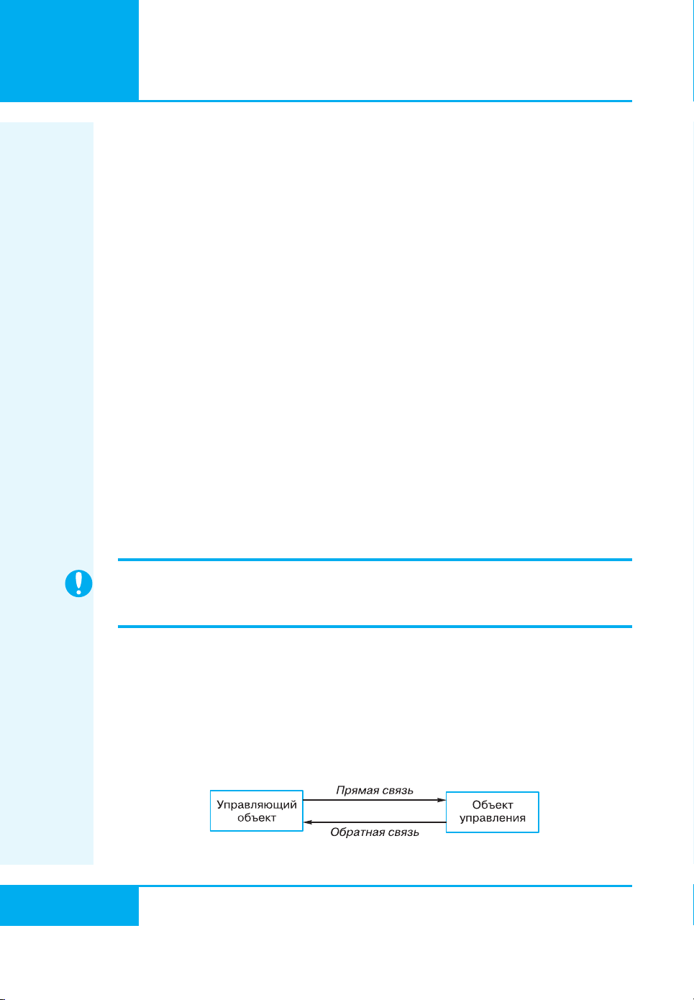 Прямая связь
Управляющий
объект
Объект
управления
Обратная связь